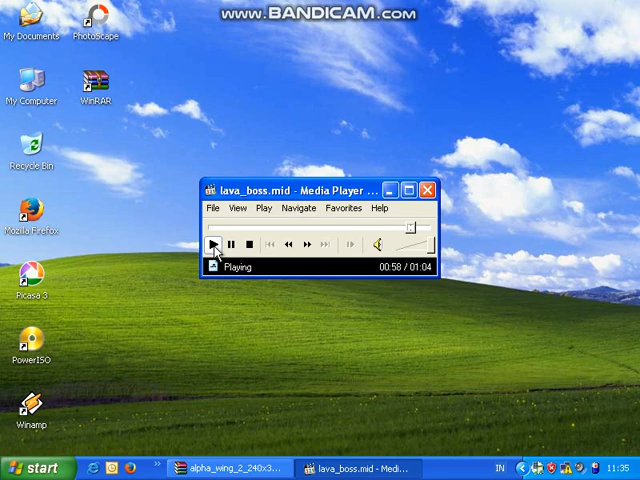 www.BANDICAM.com
My Documents
PhotoScape
My Computer
WinRAR
Recycle Bin
Mozilla Firefox
Picasa 3
PowerISO
Winamp
lava_boss.mid - Media Player ...
File View Play Navigate Favorites Help
Playing 00:58 / 01:04
start
alpha_wing_2_240x3...
lava_boss.mid - Medi...
IN
11:35